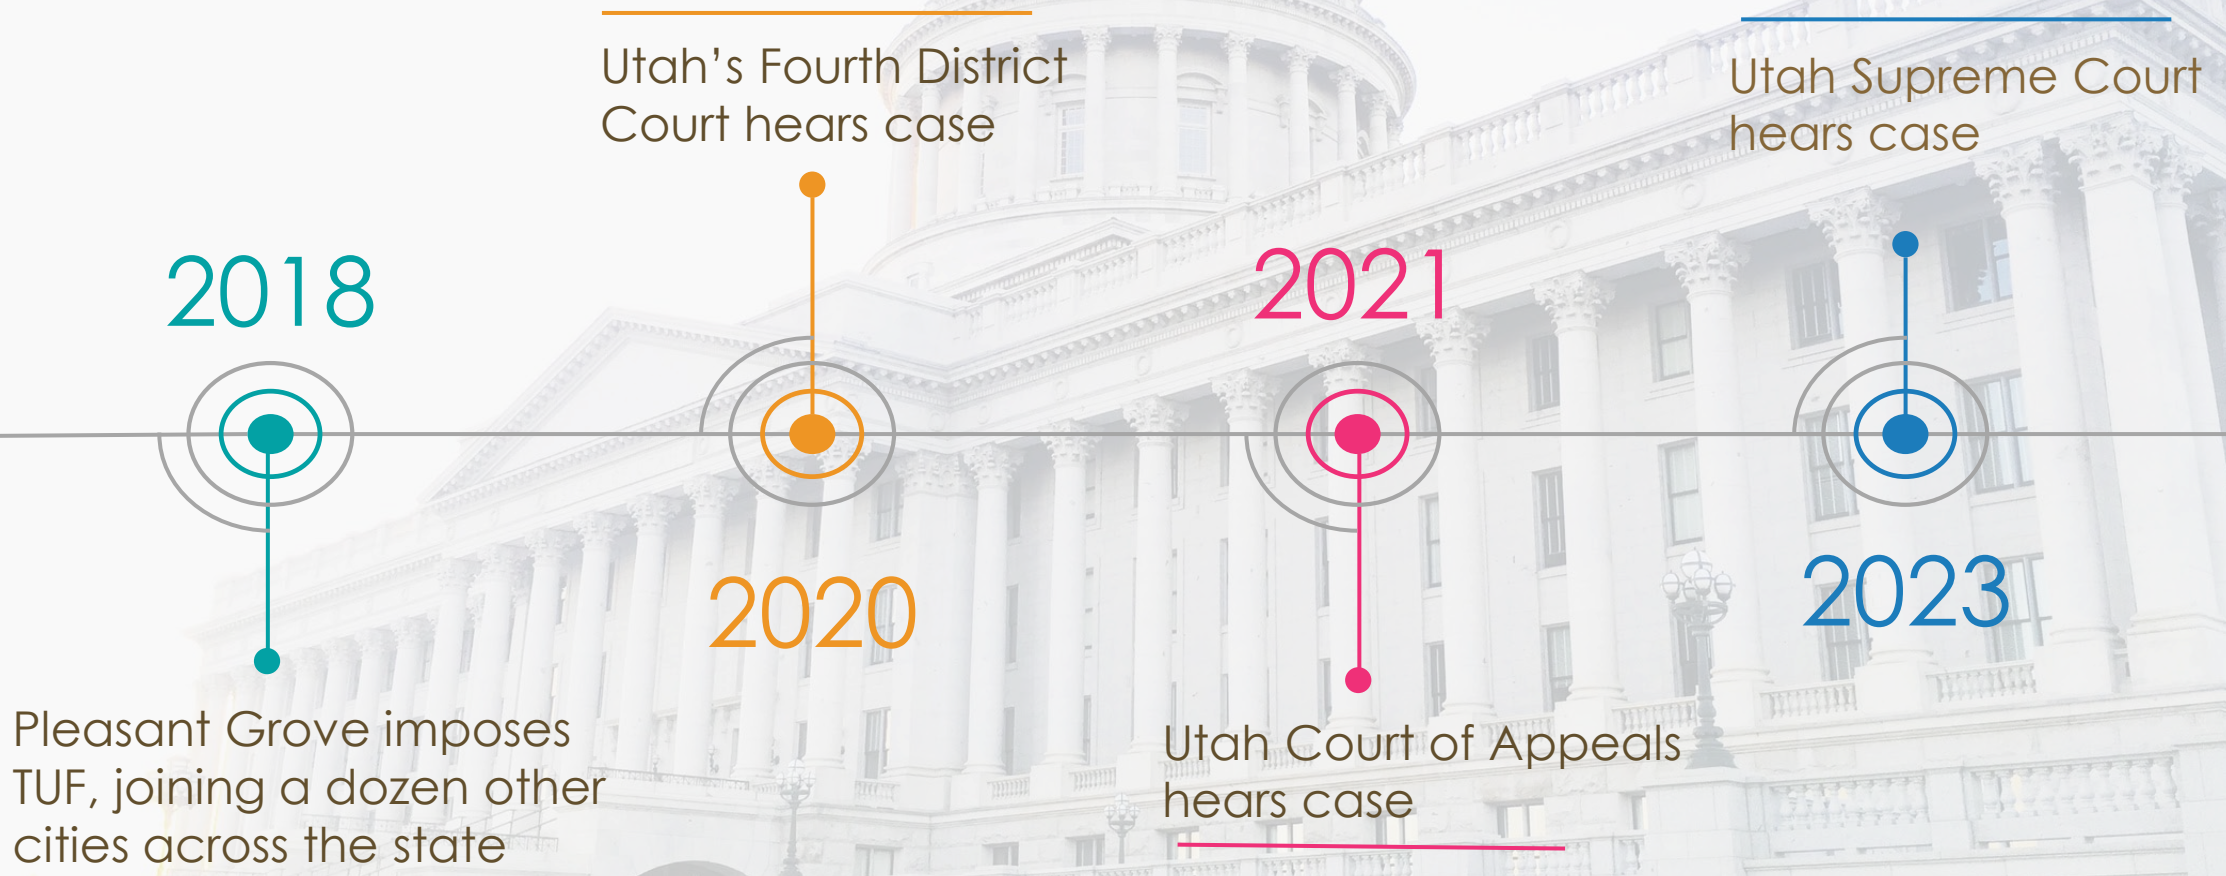 2018
Pleasant Grove imposes
TUF, joining a dozen other
cities across the state
Utah’s Fourth District
Court hears case
2020
2021
Utah Court of Appeals
hears case
Utah Supreme Court
hears case
2023